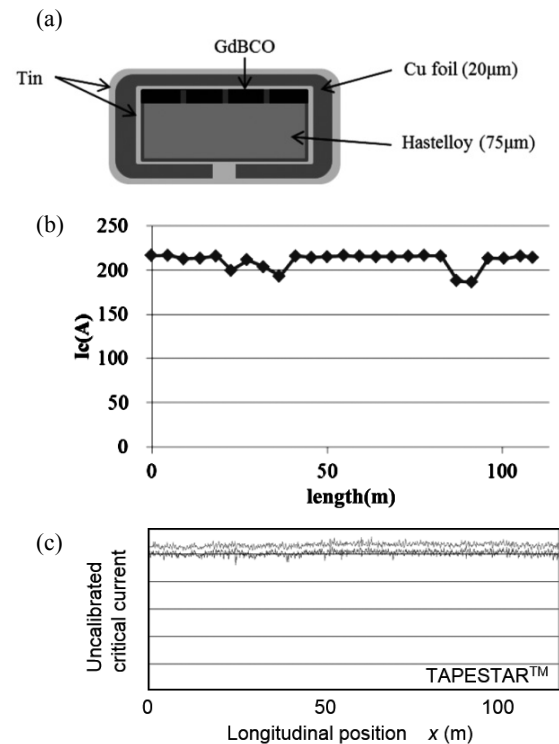 (a)
GdBCO
Tin
Cu foil (20μm)
Hastelloy (75μm)
(b)
250
200
150
100
50
0
Ic(A)
0 50 100
length(m)
(c)
Uncalibrated
critical current
TAPESTAR™
0 50 100
Longitudinal position x (m)